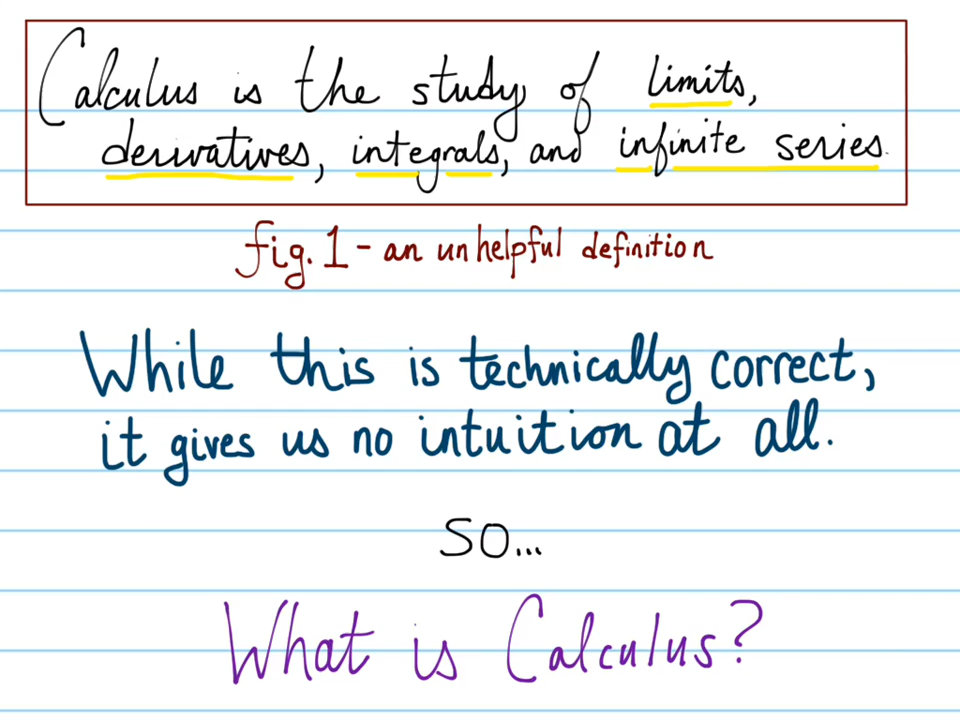 Calculus is the study of limits,
derivatives, integrals, and infinite series.
fig. 1 - an unhelpful definition
While this is technically correct,
it gives us no intuition at all.
SO...
What is Calculus?